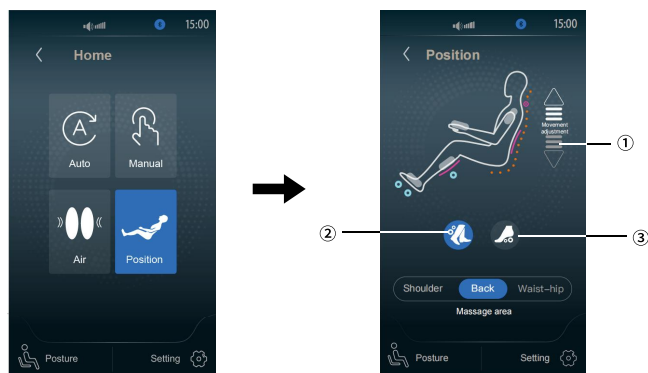 15:00
Home
A
Auto
Manual
Air
Position
Posture
Setting
15:00
Position
Movement
adjustment
①
②
③
Shoulder
Back
Waist-hip
Massage area
Posture
Setting